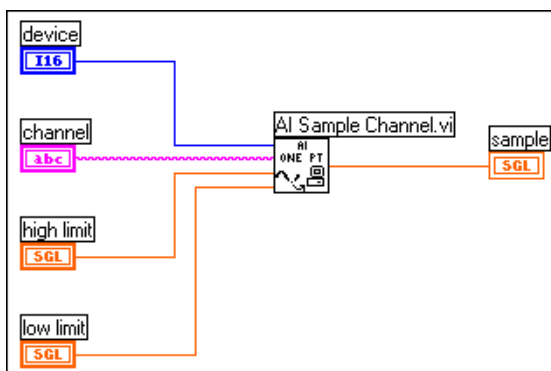 device
I16
channel
abc
AI Sample Channel.vi
AI
ONE PT
sample
SGL
high limit
SGL
low limit
SGL